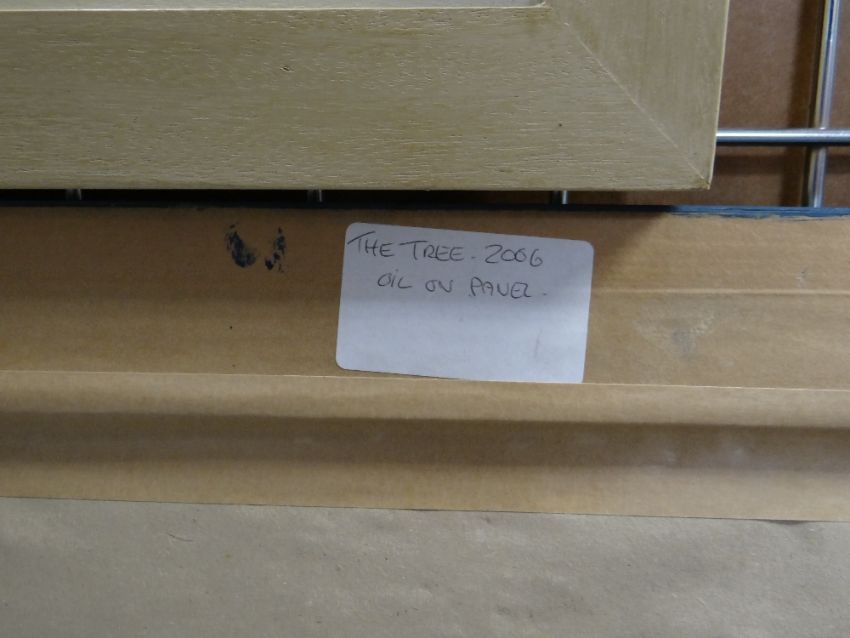 THE TREE. 2006
OIL ON PANEL.